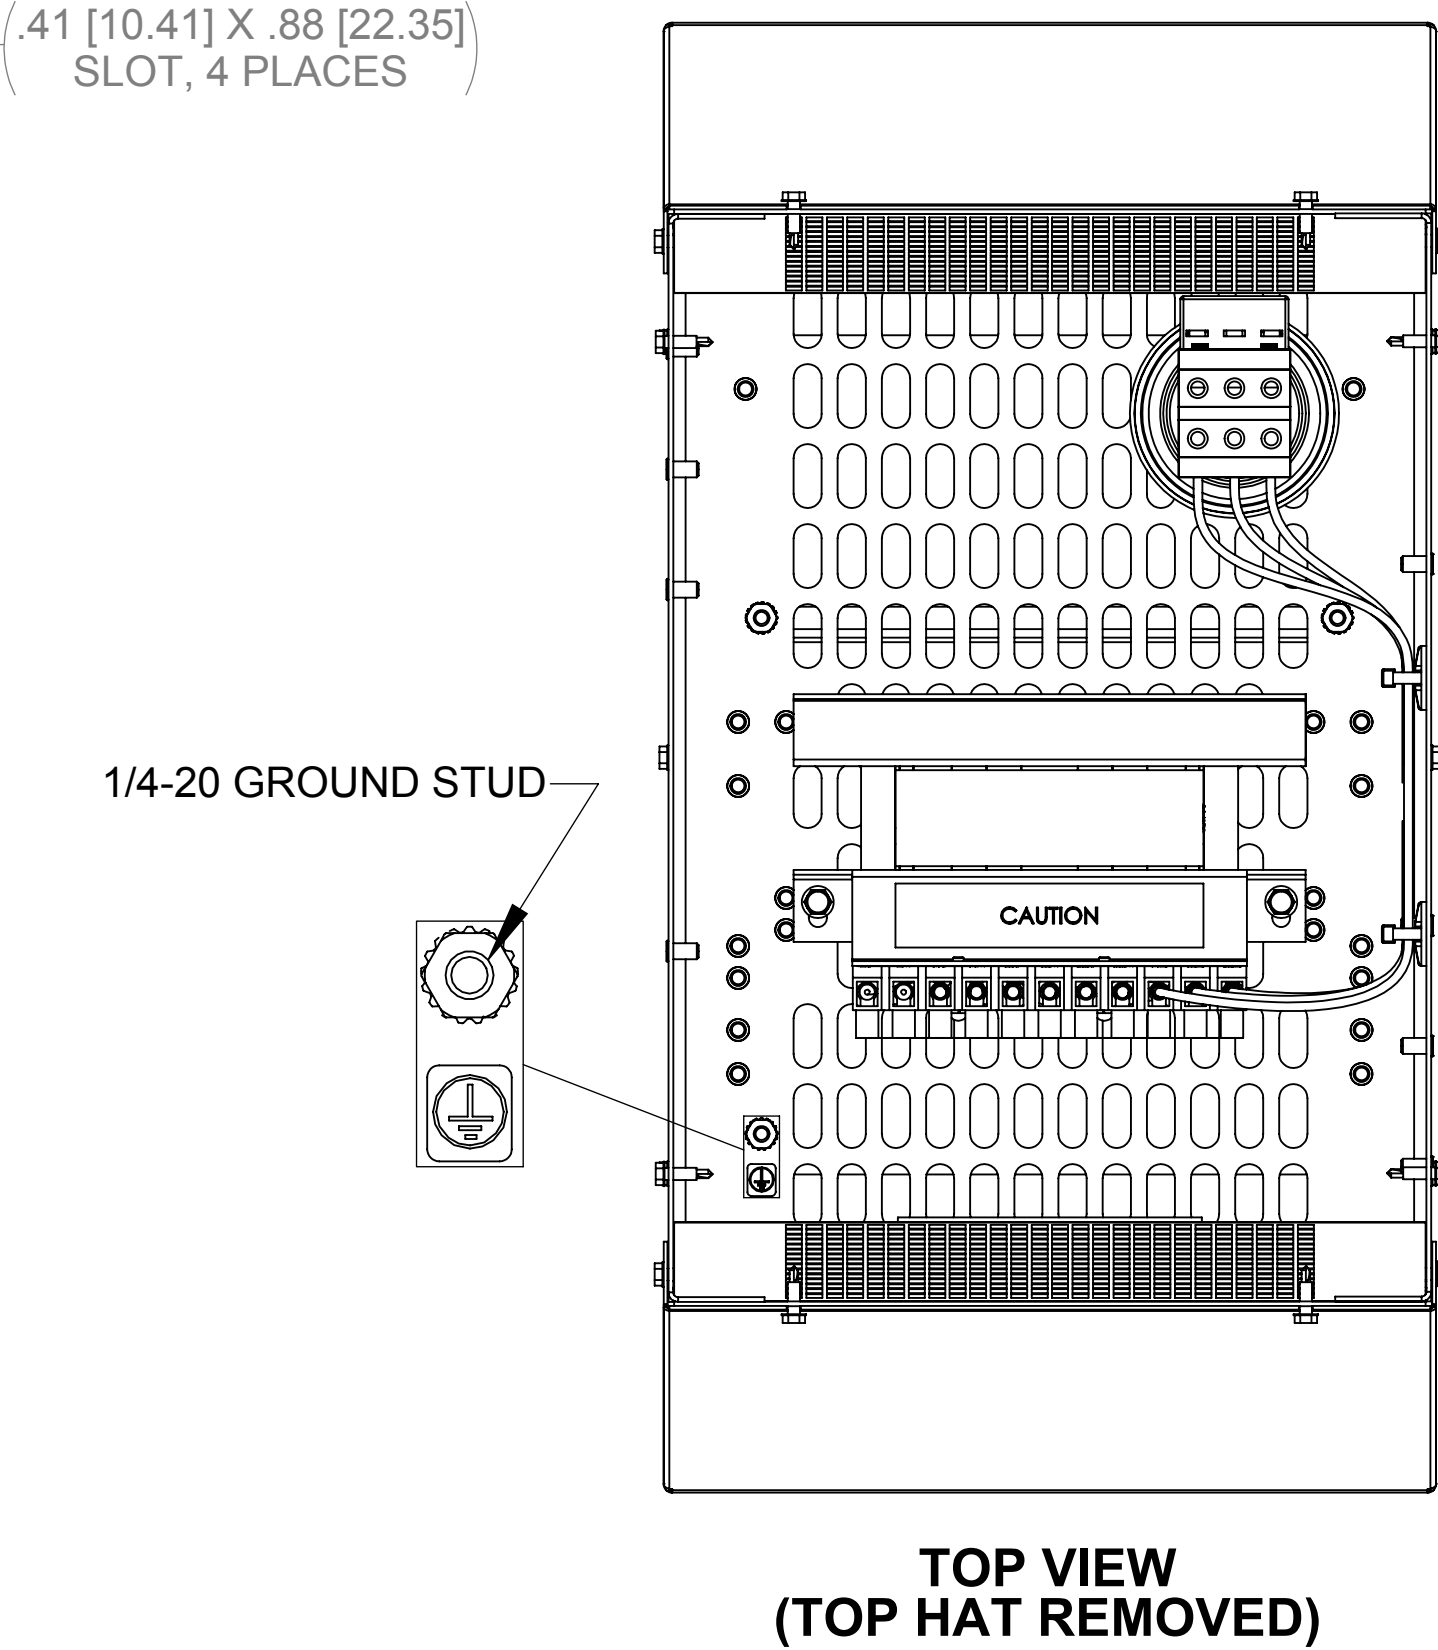 .41 [10.41] X .88 [22.35]
SLOT, 4 PLACES
1/4-20 GROUND STUD
CAUTION
TOP VIEW
(TOP HAT REMOVED)